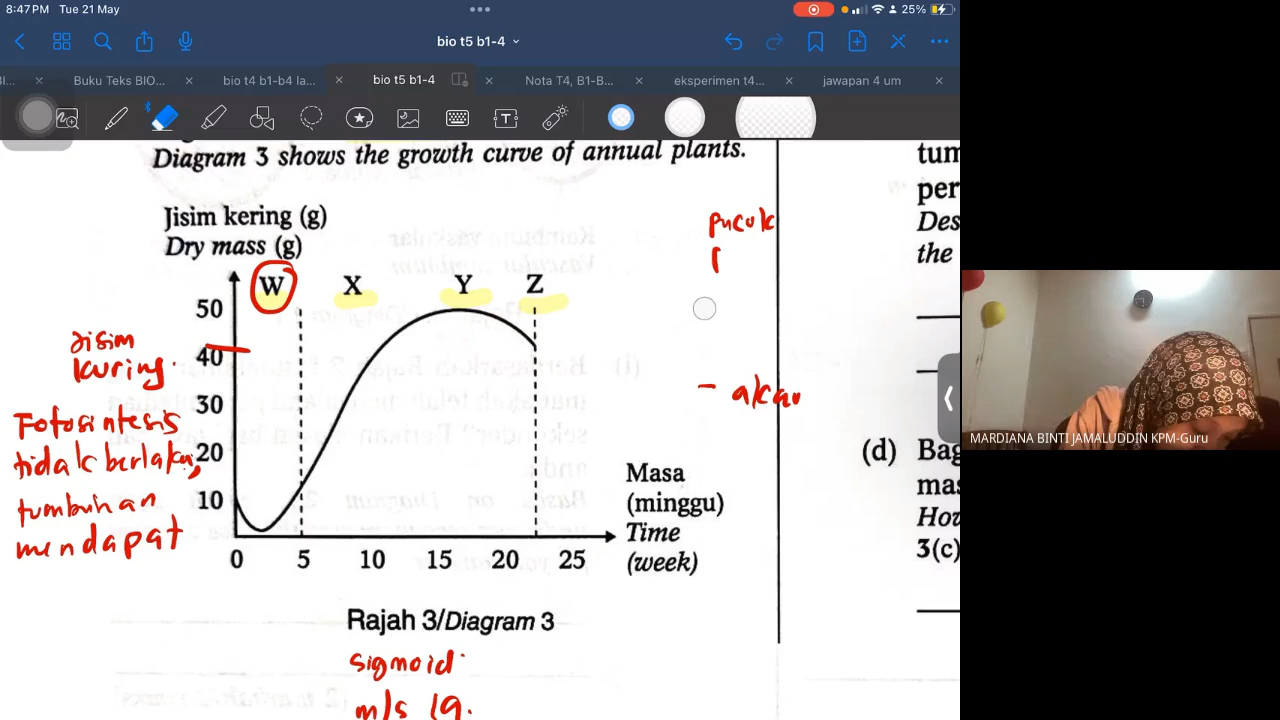 8:47PM Tue 21 May
25%
bio t5 b1-4
Buku Teks BIO...
bio t4 b1-b4 la...
bio t5 b1-4
Nota T4, B1-B...
eksperimen t4...
jawapan 4 um
Diagram 3 shows the growth curve of annual plants.
Jisim kering (g)
Dry mass (g)
W X Y Z
50
40
30
20
10
0 5 10 15 20 25
Masa
(minggu)
Time
(week)
Rajah 3/Diagram 3
sigmoid
m/s 19.
Jisim
kering.
Fotosintesis
tidak berlaku,
tumbuhan
mendapat
pucuk
- akar
tum
per
Des
the
(d) Bag
mas
How
3(c)
MARDIANA BINTI JAMALUDDIN KPM-Guru